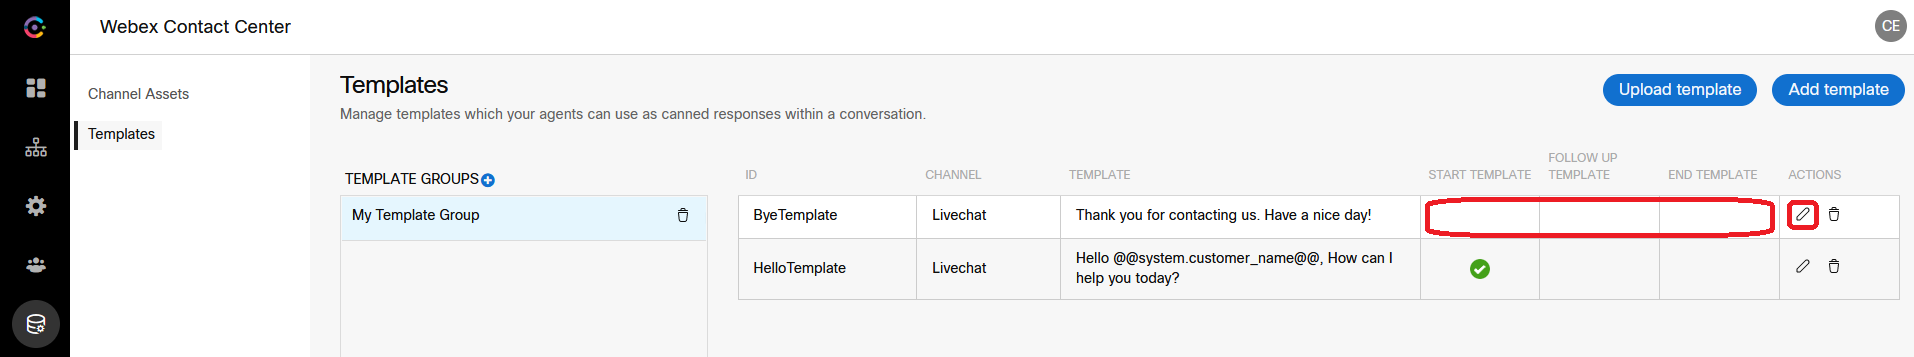 Webex Contact Center
CE
Channel Assets
Templates
Templates
Manage templates which your agents can use as canned responses within a conversation.
Upload template
Add template
TEMPLATE GROUPS
My Template Group
ID CHANNEL TEMPLATE START TEMPLATE FOLLOW UP TEMPLATE END TEMPLATE ACTIONS
ByeTemplate Livechat Thank you for contacting us. Have a nice day!
HelloTemplate Livechat Hello @@system.customer_name@@, How can I
help you today?